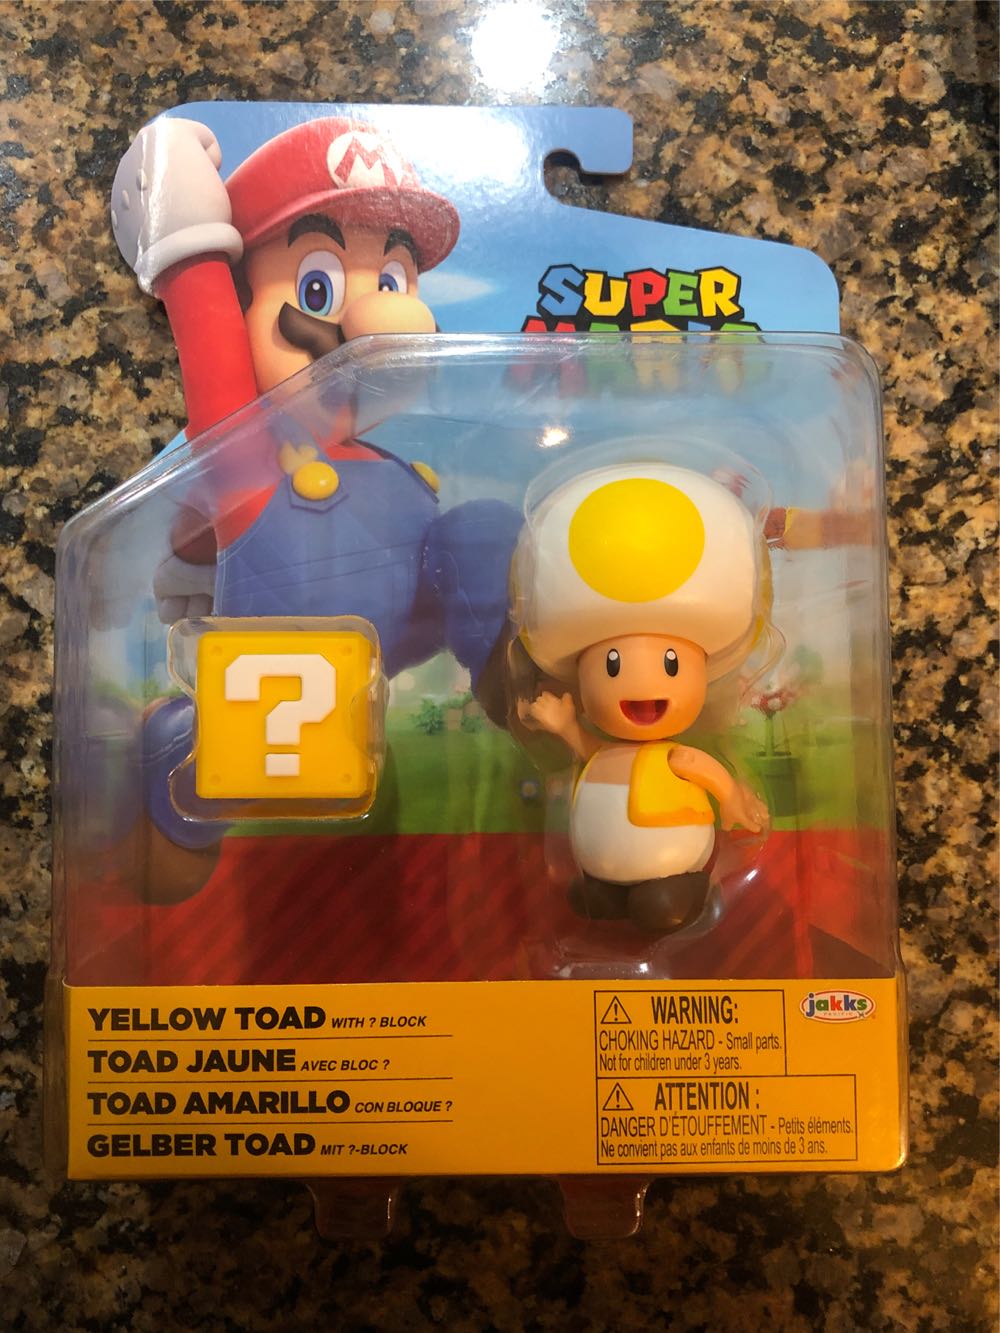 M
SUPER
MARIO
?
YELLOW TOAD WITH ? BLOCK
TOAD JAUNE AVEC BLOC ?
TOAD AMARILLO CON BLOQUE ?
GELBER TOAD MIT ?-BLOCK
WARNING:
CHOKING HAZARD - Small parts.
Not for children under 3 years.
ATTENTION :
DANGER D'ÉTOUFFEMENT - Petits éléments.
Ne convient pas aux enfants de moins de 3 ans.
jakks
PACIFIC